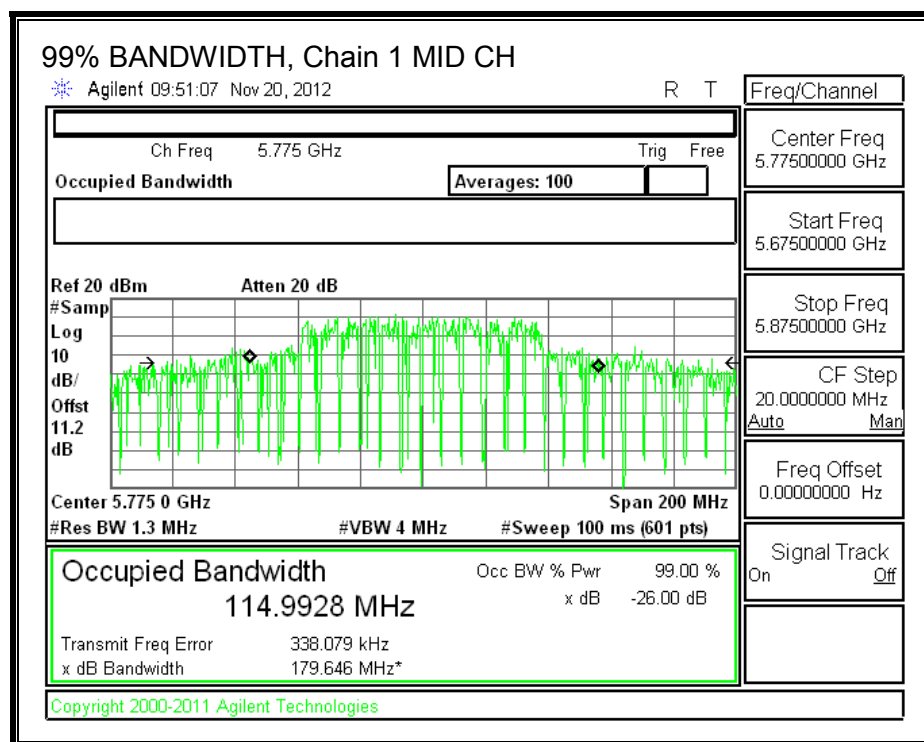 99% BANDWIDTH, Chain 1 MID CH
Agilent 09:51:07 Nov 20, 2012 R T
Freq/Channel
Ch Freq 5.775 GHz Trig Free
Occupied Bandwidth Averages: 100
Center Freq
5.77500000 GHz
Start Freq
5.67500000 GHz
Stop Freq
5.87500000 GHz
CF Step
20.0000000 MHz
Auto Man
Freq Offset
0.00000000 Hz
Signal Track
On Off
Ref 20 dBm Atten 20 dB
#Samp
Log
10
dB/
Offst
11.2
dB
Center 5.775 0 GHz Span 200 MHz
#Res BW 1.3 MHz #VBW 4 MHz #Sweep 100 ms (601 pts)
Occupied Bandwidth Occ BW % Pwr 99.00 %
114.9928 MHz x dB -26.00 dB
Transmit Freq Error 338.079 kHz
x dB Bandwidth 179.646 MHz*
Copyright 2000-2011 Agilent Technologies